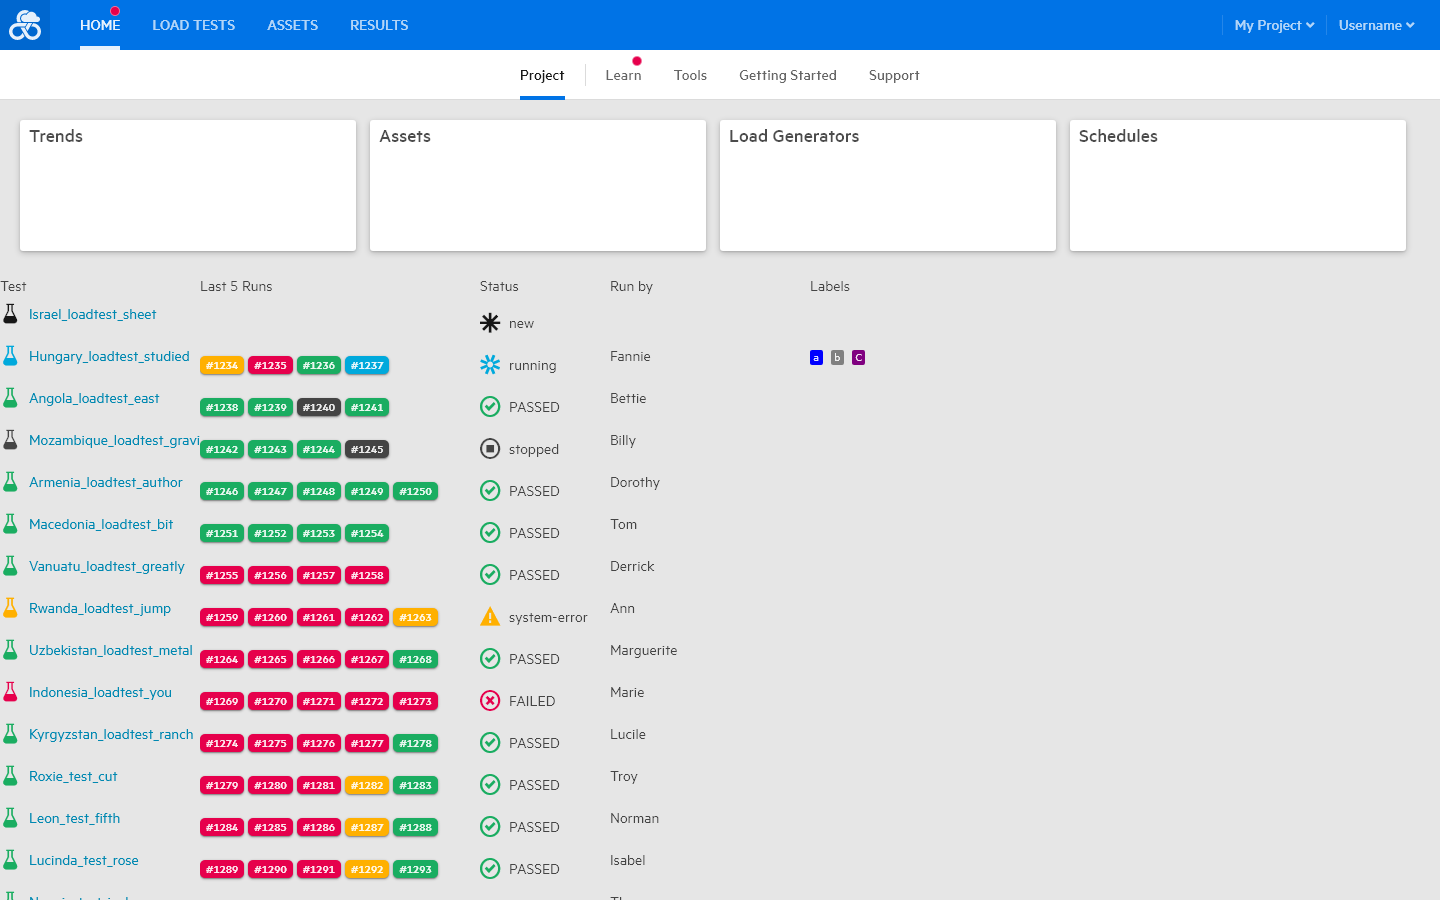 HOME LOAD TESTS ASSETS RESULTS My Project Username
Project Learn Tools Getting Started Support
Trends Assets Load Generators Schedules
Test Last 5 Runs Status Run by Labels
Israel_loadtest_sheet new
Hungary_loadtest_studied #1234 #1235 #1236 #1237 running Fannie a b c
Angola_loadtest_east #1238 #1239 #1240 #1241 PASSED Bettie
Mozambique_loadtest_gravi #1242 #1243 #1244 #1245 stopped Billy
Armenia_loadtest_author #1246 #1247 #1248 #1249 #1250 PASSED Dorothy
Macedonia_loadtest_bit #1251 #1252 #1253 #1254 PASSED Tom
Vanuatu_loadtest_greatly #1255 #1256 #1257 #1258 PASSED Derrick
Rwanda_loadtest_jump #1259 #1260 #1261 #1262 #1263 system-error Ann
Uzbekistan_loadtest_metal #1264 #1265 #1266 #1267 #1268 PASSED Marguerite
Indonesia_loadtest_you #1269 #1270 #1271 #1272 #1273 FAILED Marie
Kyrgyzstan_loadtest_ranch #1274 #1275 #1276 #1277 #1278 PASSED Lucile
Roxie_test_cut #1279 #1280 #1281 #1282 #1283 PASSED Troy
Leon_test_fifth #1284 #1285 #1286 #1287 #1288 PASSED Norman
Lucinda_test_rose #1289 #1290 #1291 #1292 #1293 PASSED Isabel